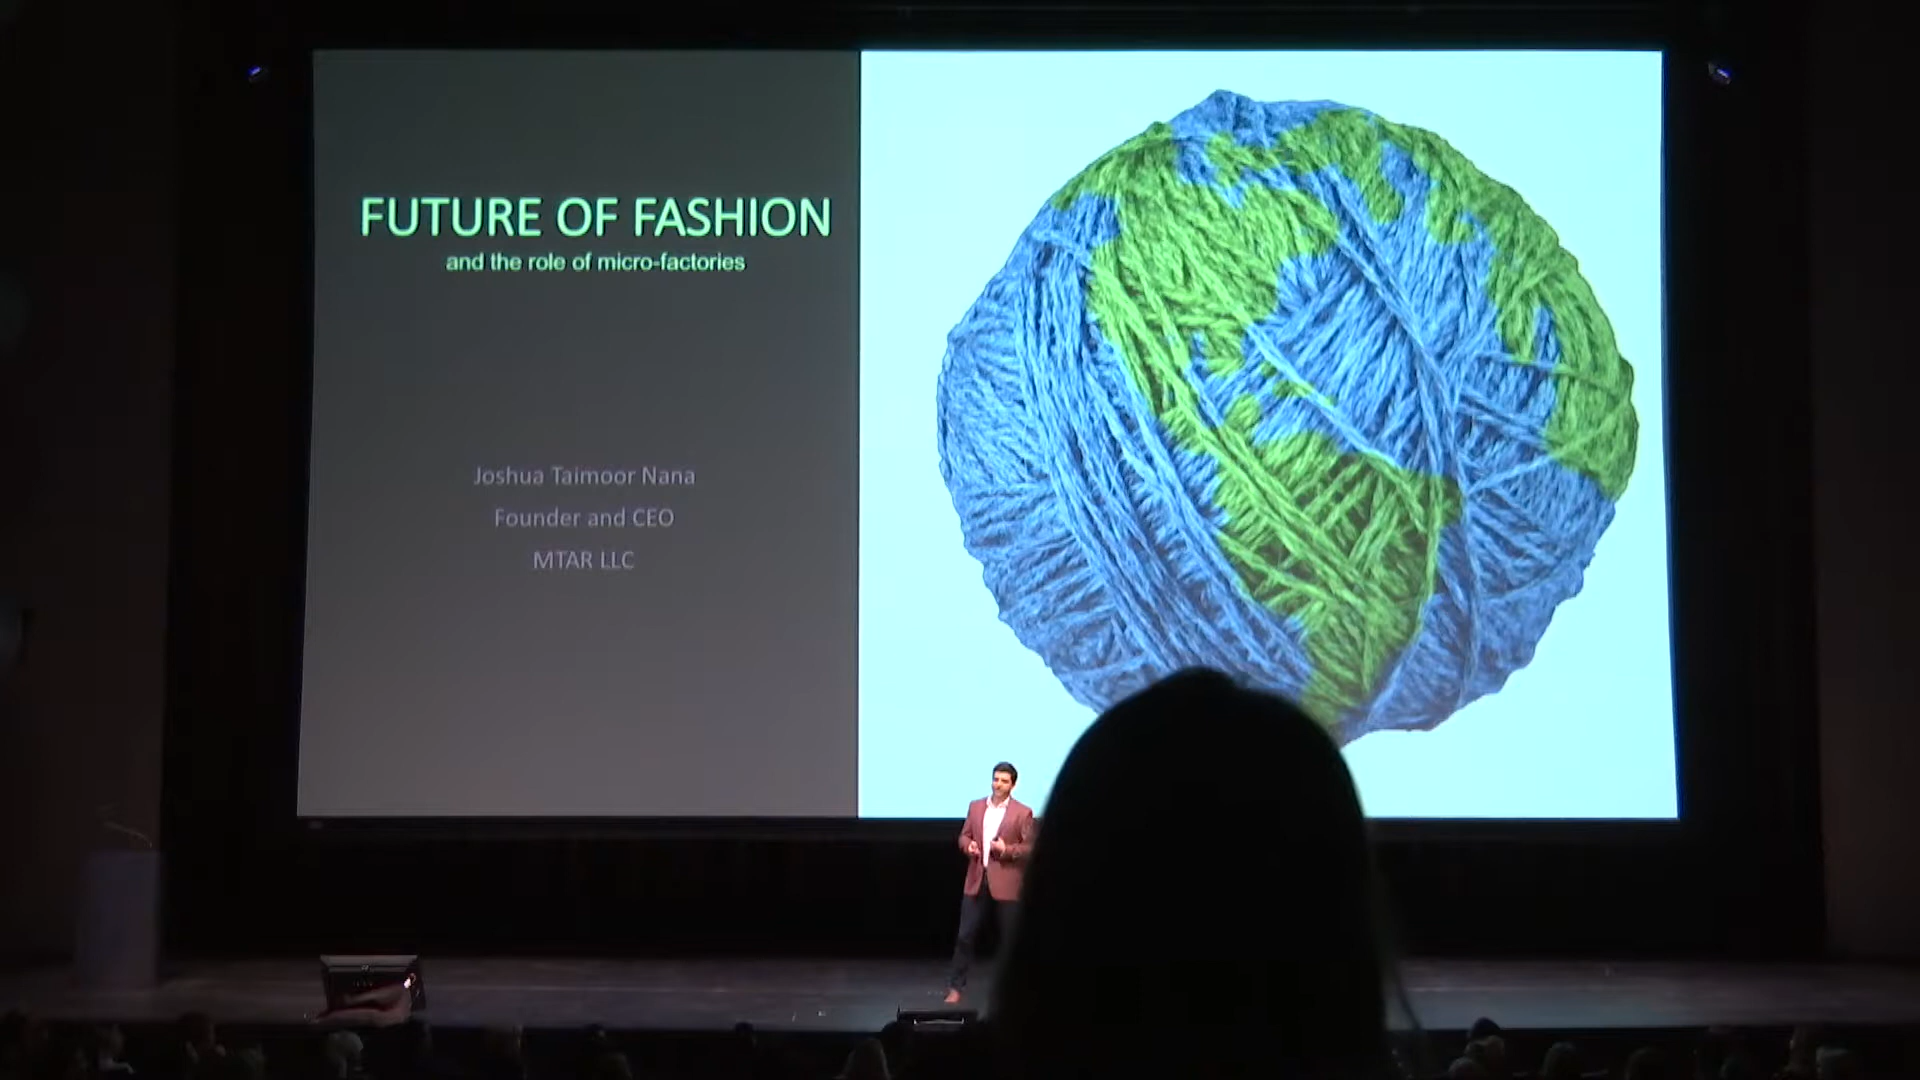 FUTURE OF FASHION
and the role of micro-factories
Joshua Taimoor Nana
Founder and CEO
MTAR LLC